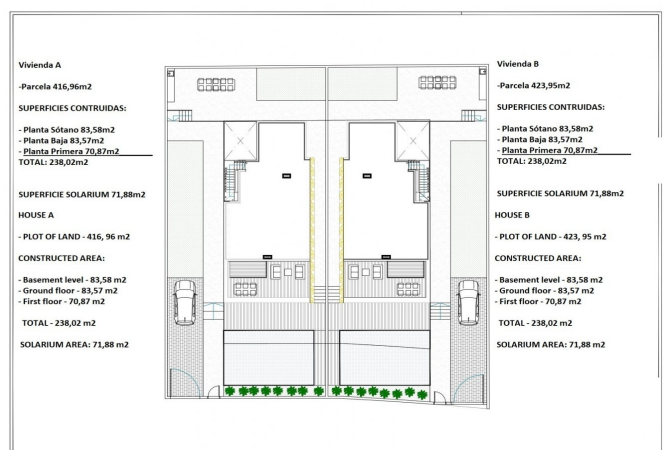 Vivienda A
-Parcela 416,96m2
SUPERFICIES CONTRUIDAS:
- Planta Sótano 83,58m2
- Planta Baja 83,57m2
- Planta Primera 70,87m2
TOTAL: 238,02m2
SUPERFICIE SOLARIUM 71,88m2
HOUSE A
- PLOT OF LAND - 416, 96 m2
CONSTRUCTED AREA:
- Basement level - 83,58 m2
- Ground floor - 83,57 m2
- First floor - 70,87 m2
TOTAL - 238,02 m2
SOLARIUM AREA: 71,88 m2
Vivienda B
-Parcela 423,95m2
SUPERFICIES CONTRUIDAS:
- Planta Sótano 83,58m2
- Planta Baja 83,57m2
- Planta Primera 70,87m2
TOTAL: 238,02m2
SUPERFICIE SOLARIUM 71,88m2
HOUSE B
- PLOT OF LAND - 423, 95 m2
CONSTRUCTED AREA:
- Basement level - 83,58 m2
- Ground floor - 83,57 m2
- First floor - 70,87 m2
TOTAL - 238,02 m2
SOLARIUM AREA: 71,88 m2